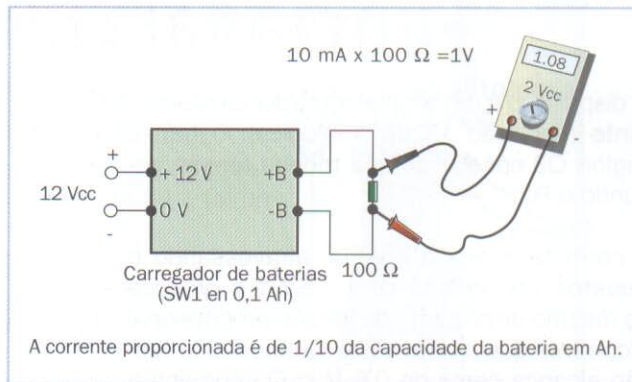 10 mA x 100 Ω =1V
1.08
2 Vcc
+
-
+
+ 12 V
+B
12 Vcc
0 V
-B
-
100 Ω
Carregador de baterias
(SW1 en 0,1 Ah)
A corrente proporcionada é de 1/10 da capacidade da bateria em Ah.